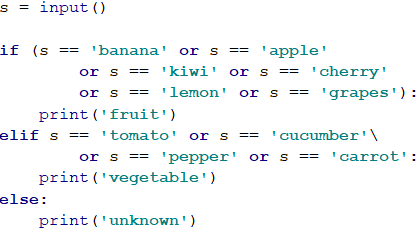 s = input()

if (s == 'banana' or s == 'apple'
        or s == 'kiwi' or s == 'cherry'
        or s == 'lemon' or s == 'grapes'):
    print('fruit')
elif s == 'tomato' or s == 'cucumber'\
        or s == 'pepper' or s == 'carrot':
    print('vegetable')
else:
    print('unknown')